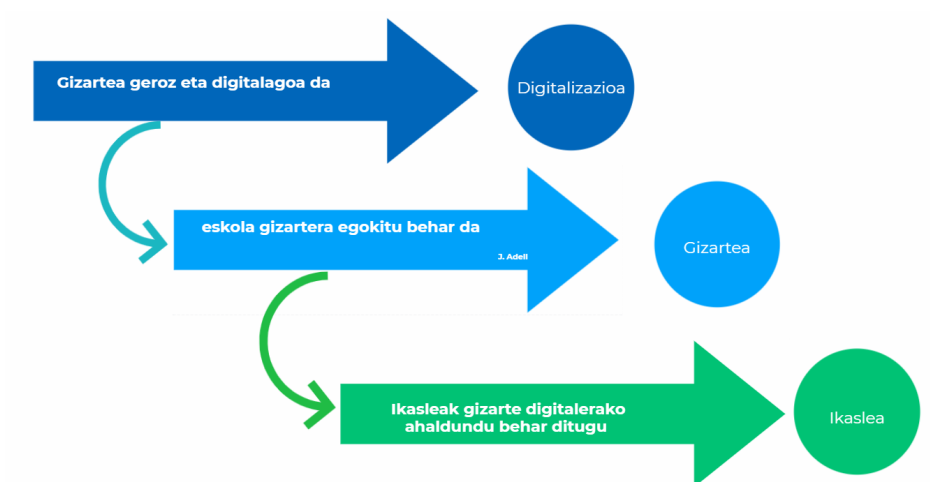 Gizartea geroz eta digitalagoa da
Digitalizazioa
eskola gizartera egokitu behar da
J. Adell
Gizartea
Ikasleak gizarte digitalerako
ahaldundu behar ditugu
Ikaslea